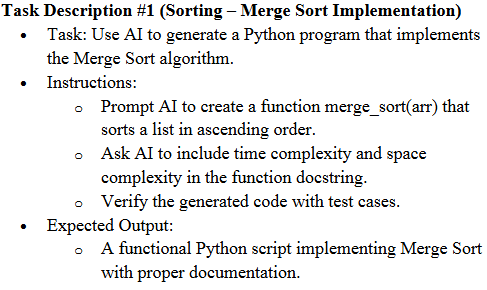 Task Description #1 (Sorting – Merge Sort Implementation)
• Task: Use AI to generate a Python program that implements
the Merge Sort algorithm.
• Instructions:
o Prompt AI to create a function merge_sort(arr) that
sorts a list in ascending order.
o Ask AI to include time complexity and space
complexity in the function docstring.
o Verify the generated code with test cases.
• Expected Output:
o A functional Python script implementing Merge Sort
with proper documentation.